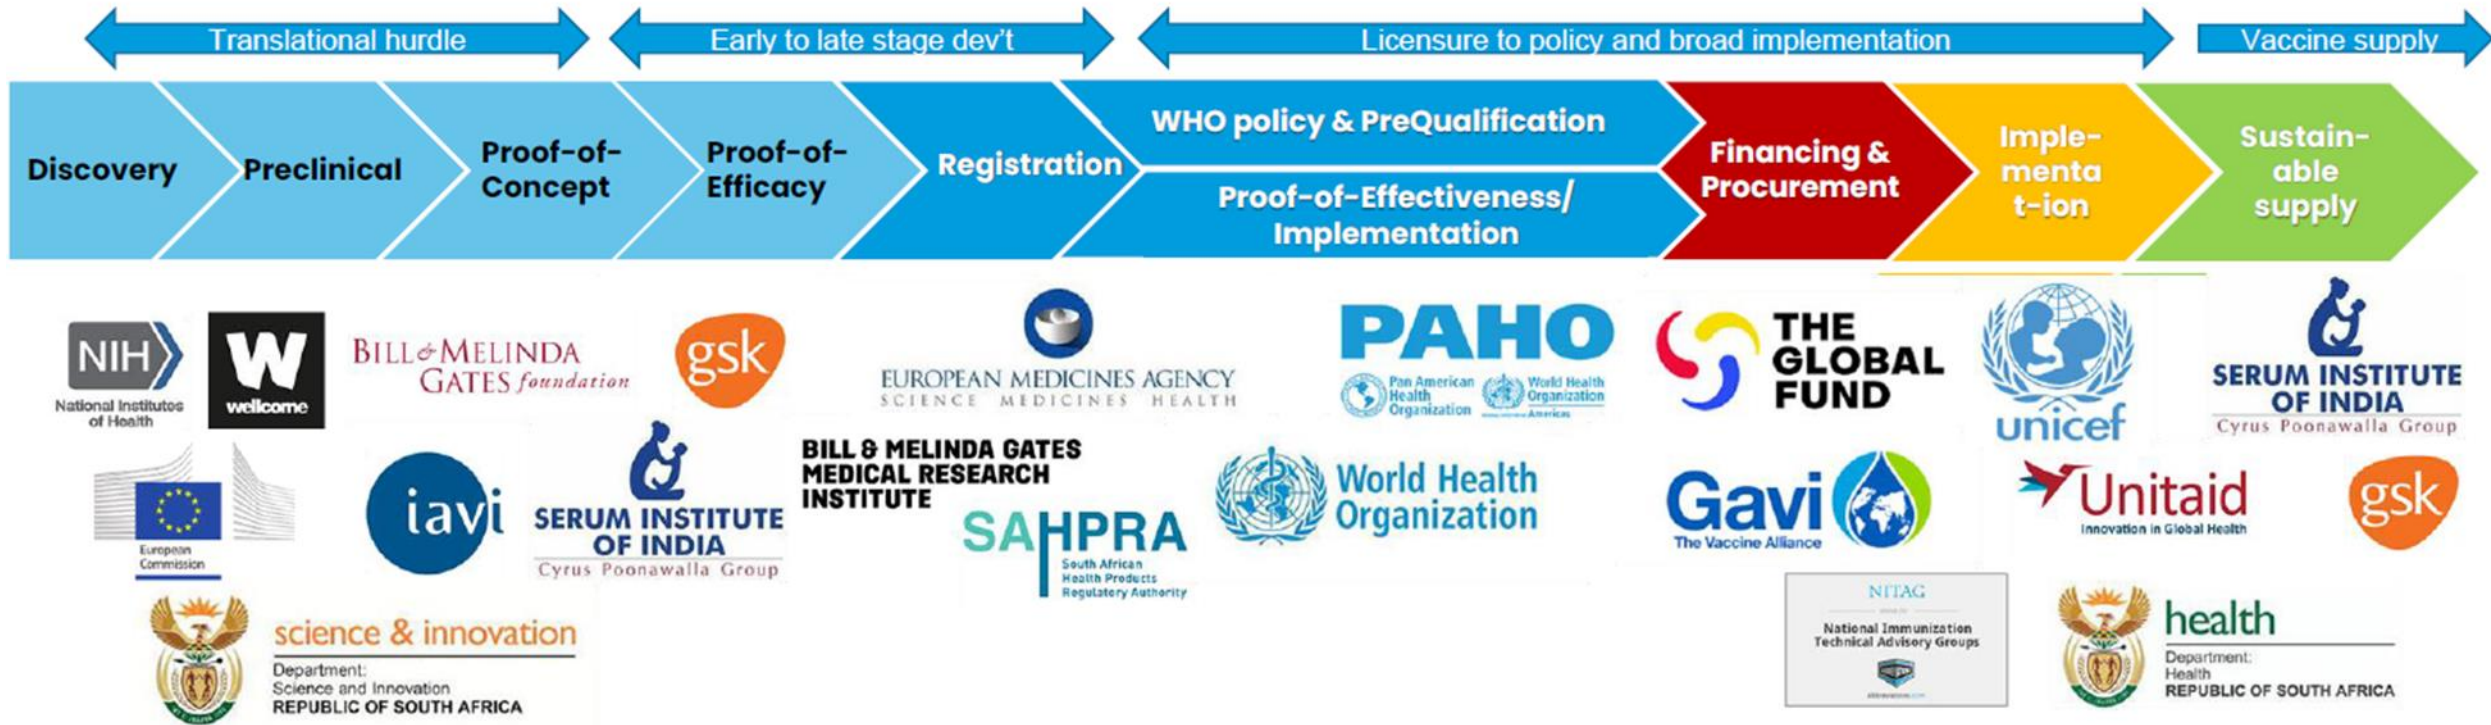 Translational hurdle
Early to late stage dev't
Licensure to policy and broad implementation
Vaccine supply
Discovery
Preclinical
Proof-of-
Concept
Proof-of-
Efficacy
Registration
WHO policy & PreQualification
Proof-of-Effectiveness/
Implementation
Financing &
Procurement
Imple-
menta
t-ion
Sustain-
able
supply
NIH
National Institutes
of Health
W
wellcome
BILL & MELINDA
GATES foundation
gsk
EUROPEAN MEDICINES AGENCY
SCIENCE MEDICINES HEALTH
PAHO
Pan American
Health
Organization
World Health
Organization
Americas
THE
GLOBAL
FUND
unicef
SERUM INSTITUTE
OF INDIA
Cyrus Poonawalla Group
European
Commission
iavi
SERUM INSTITUTE
OF INDIA
Cyrus Poonawalla Group
BILL & MELINDA GATES
MEDICAL RESEARCH
INSTITUTE
SAHPRA
South African
Health Products
Regulatory Authority
World Health
Organization
Gavi
The Vaccine Alliance
Unitaid
Innovation in Global Health
gsk
science & innovation
Department:
Science and Innovation
REPUBLIC OF SOUTH AFRICA
NITAG
National Immunization
Technical Advisory Groups
health
Department:
Health
REPUBLIC OF SOUTH AFRICA